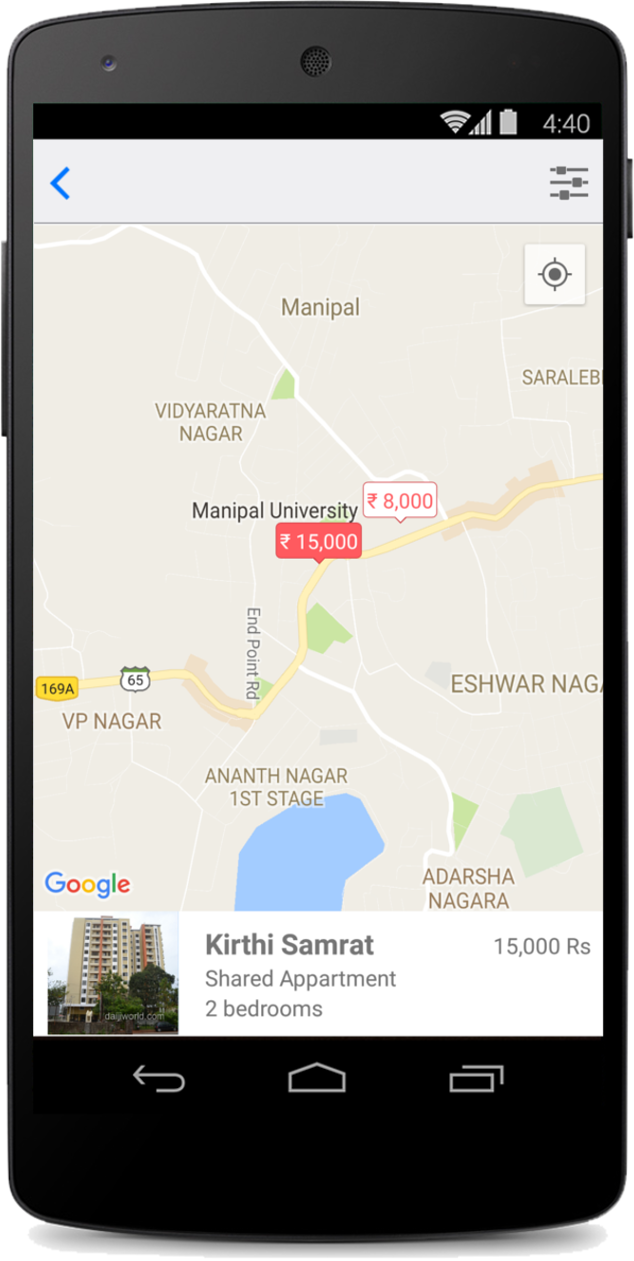 4:40
Manipal
SARALEBI
VIDYARATNA
NAGAR
Manipal University
₹ 8,000
₹ 15,000
End Point Rd
65
169A
ESHWAR NAGA
VP NAGAR
ANANTH NAGAR
1ST STAGE
Google
ADARSHA
NAGARA
Kirthi Samrat
15,000 Rs
Shared Appartment
2 bedrooms
daijiworld.com